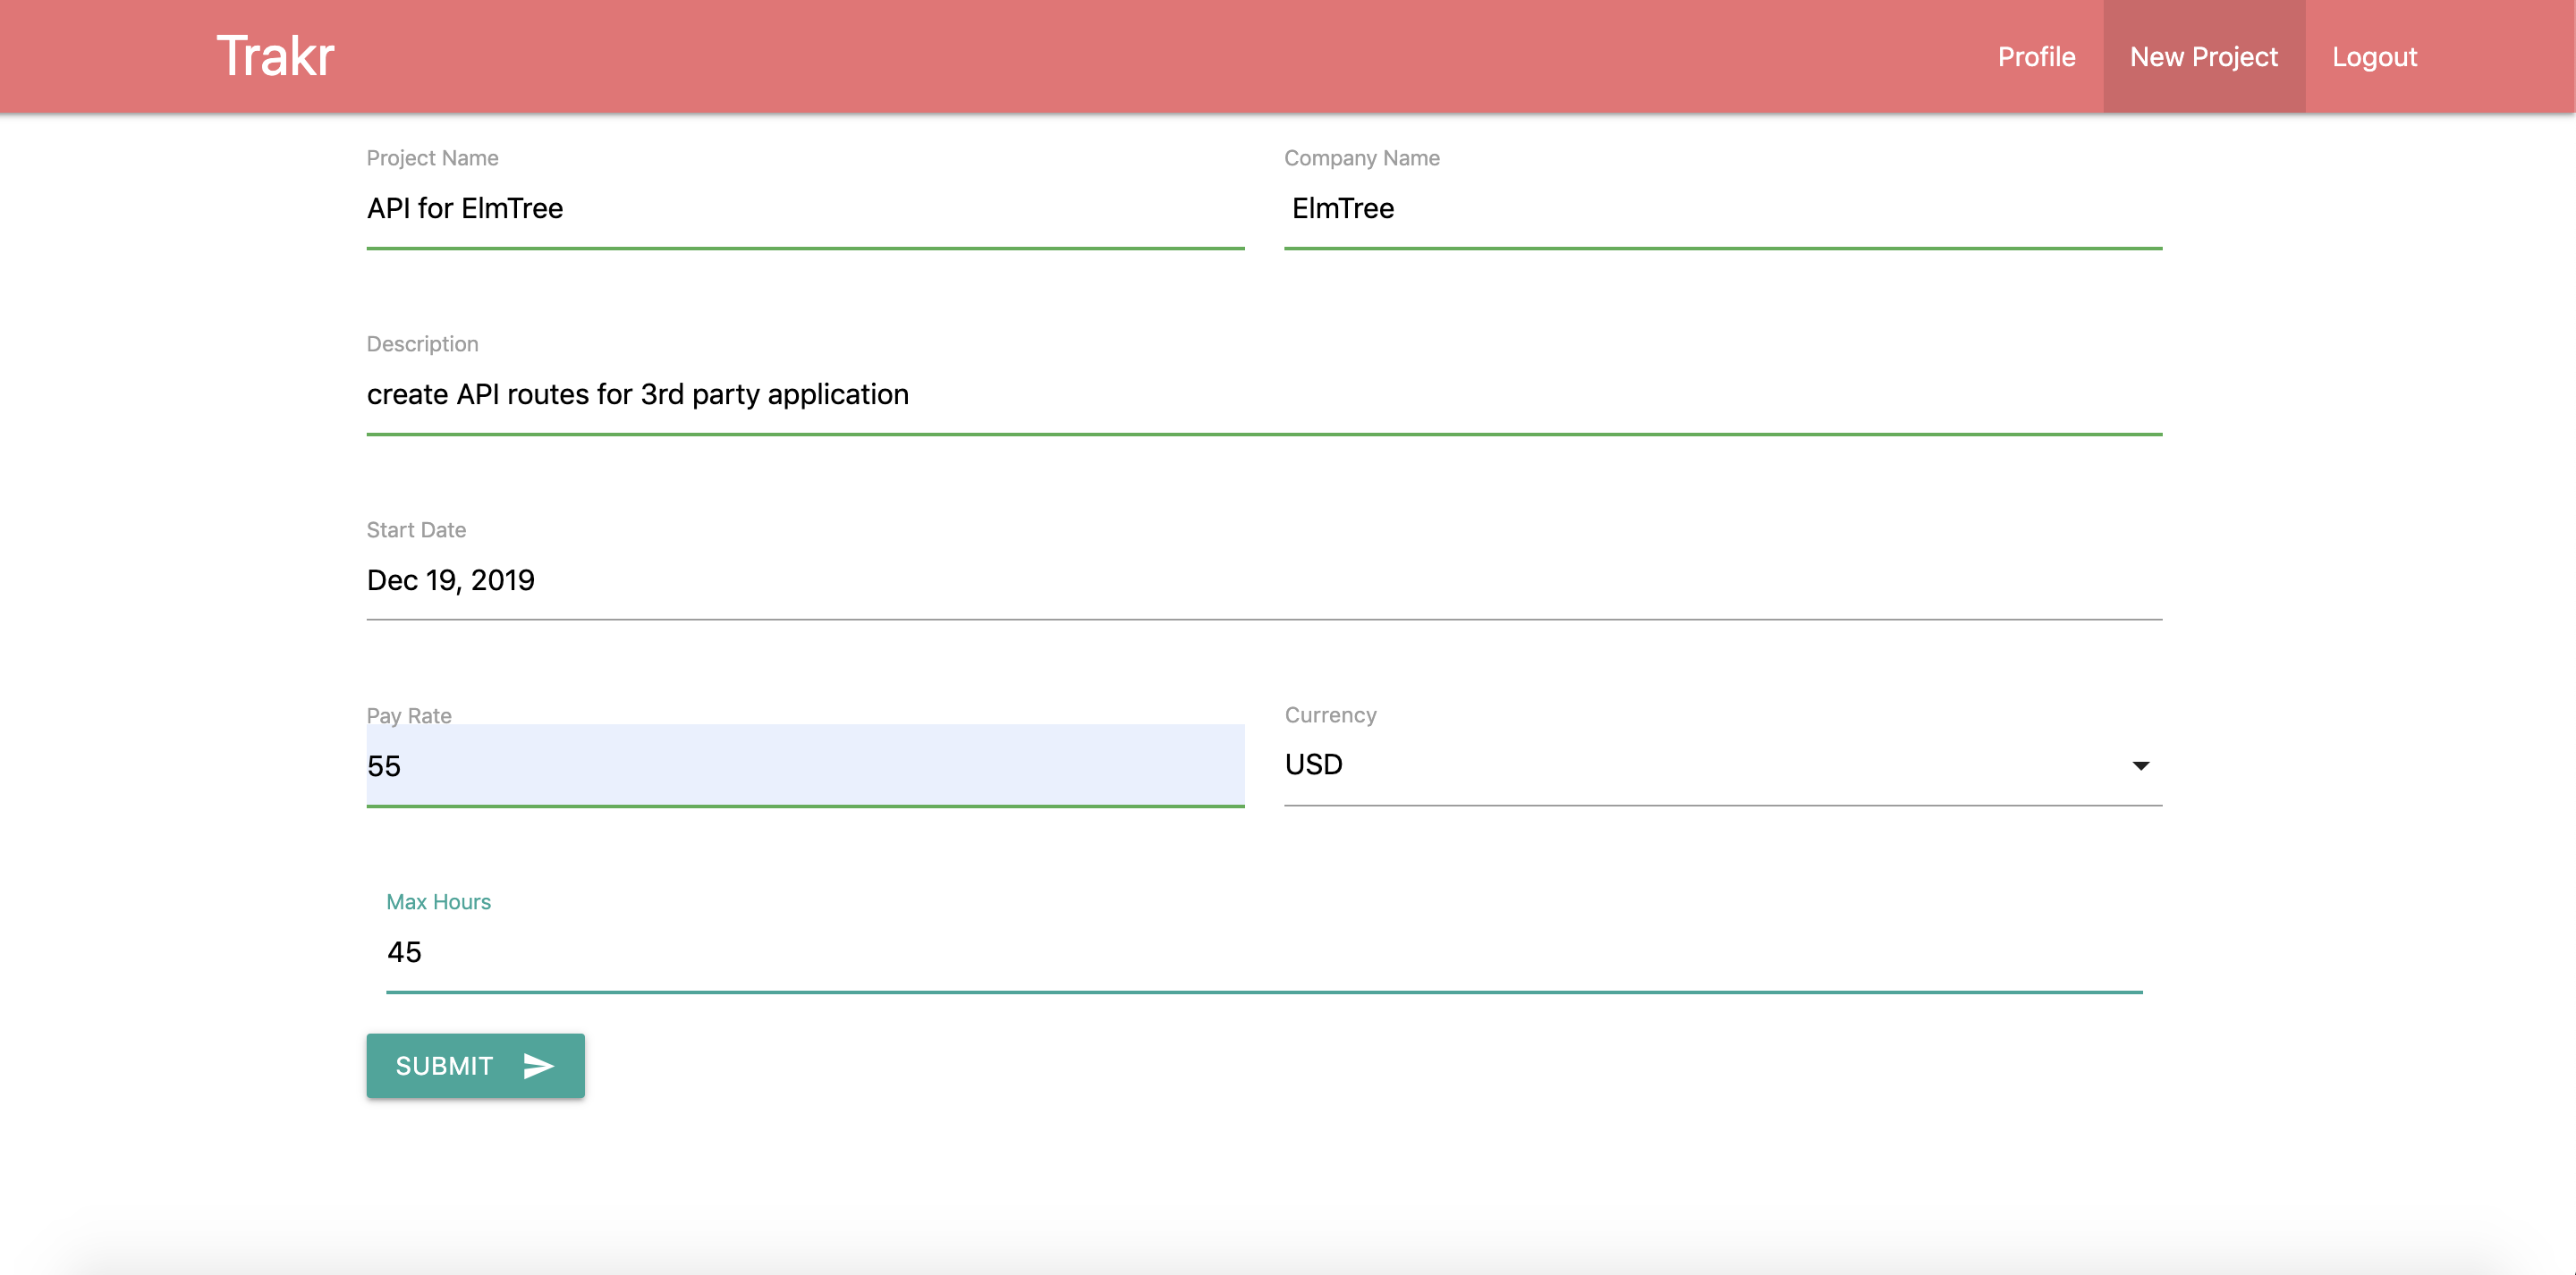 Trakr
Profile
New Project
Logout
Project Name
Company Name
API for ElmTree
ElmTree
Description
create API routes for 3rd party application
Start Date
Dec 19, 2019
Pay Rate
Currency
55
USD
Max Hours
45
SUBMIT